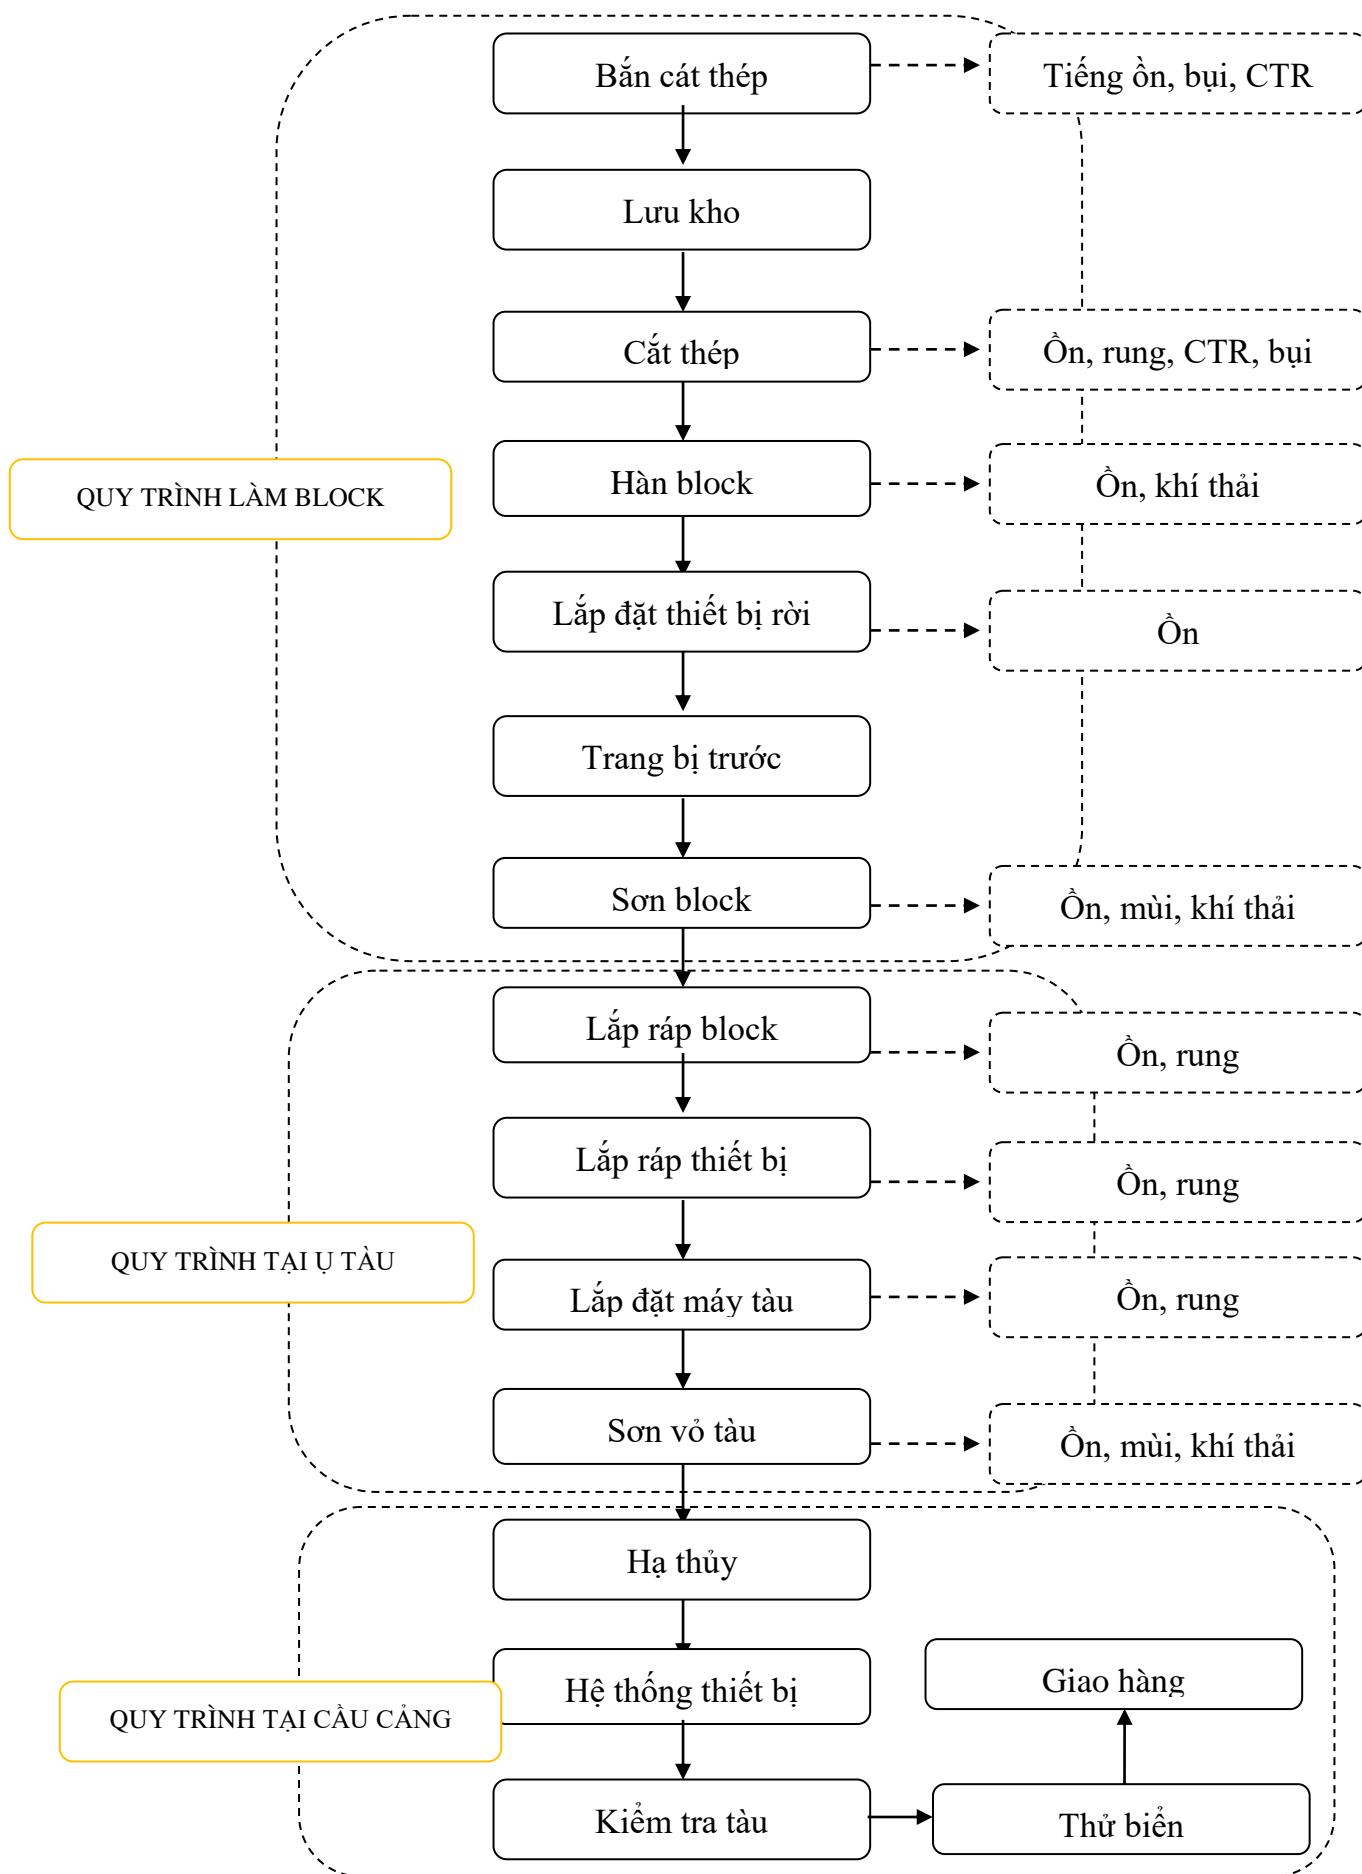 Bắn cát thép
Tiếng ồn, bụi, CTR
Lưu kho
Cắt thép
Ồn, rung, CTR, bụi
Hàn block
Ồn, khí thải
QUY TRÌNH LÀM BLOCK
Lắp đặt thiết bị rời
Ồn
Trang bị trước
Sơn block
Ồn, mùi, khí thải
Lắp ráp block
Ồn, rung
Lắp ráp thiết bị
Ồn, rung
QUY TRÌNH TẠI Ụ TÀU
Lắp đặt máy tàu
Ồn, rung
Sơn vỏ tàu
Ồn, mùi, khí thải
Hạ thủy
Hệ thống thiết bị
Giao hàng
QUY TRÌNH TẠI CẦU CẢNG
Kiểm tra tàu
Thử biển